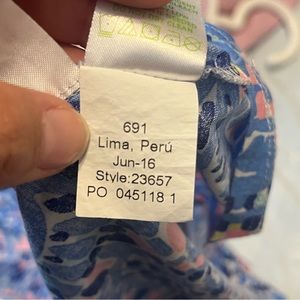 691
Lima, Perú
Jun-16
Style:23657
PO 045118 1